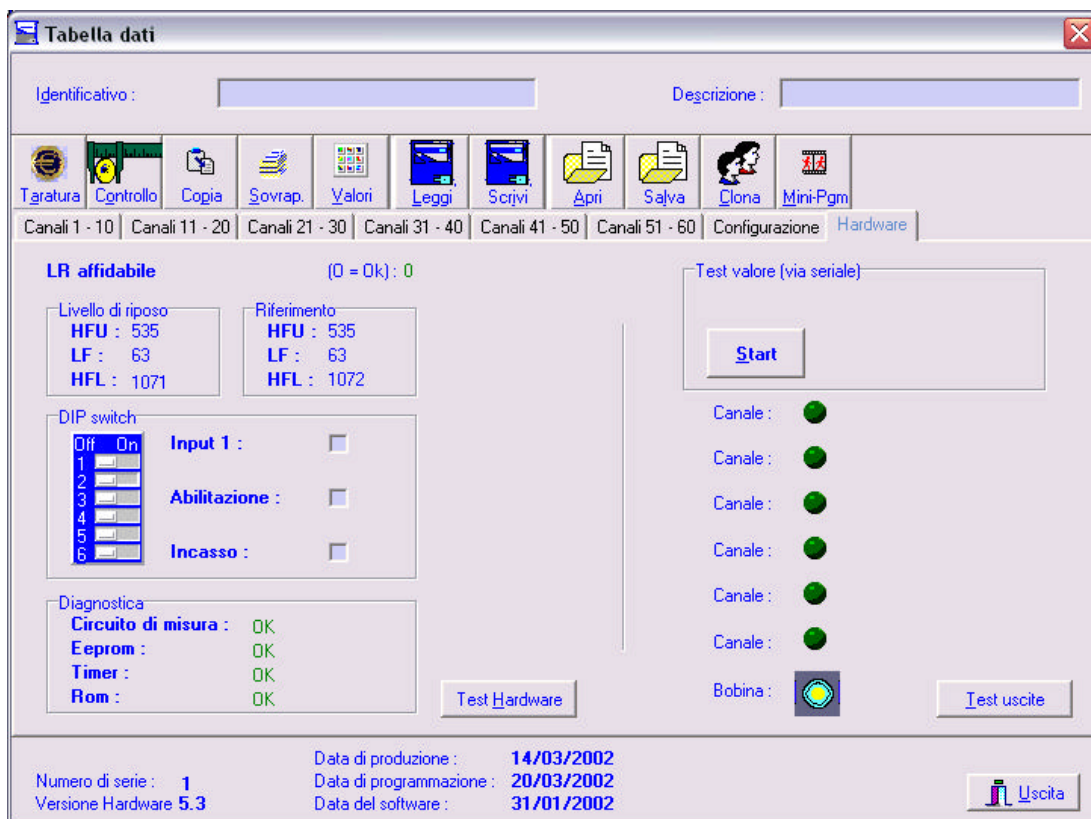 Tabella dati
Identificativo :
Descrizione :
Taratura Controllo Copia Sovrap. Valori Leggi Scrivi Apri Salva Clona Mini-Pgm
Canali 1 - 10 Canali 11 - 20 Canali 21 - 30 Canali 31 - 40 Canali 41 - 50 Canali 51 - 60 Configurazione Hardware
LR affidabile (0 = Ok) : 0
Livello di riposo
HFU : 535
LF : 63
HFL : 1071
Riferimento
HFU : 535
LF : 63
HFL : 1072
DIP switch
Off On
1
2
3
4
5
6
Input 1 :
Abilitazione :
Incasso :
Diagnostica
Circuito di misura : OK
Eeprom : OK
Timer : OK
Rom : OK
Test Hardware
Test valore (via seriale)
Start
Canale :
Canale :
Canale :
Canale :
Canale :
Canale :
Bobina :
Test uscite
Numero di serie : 1
Versione Hardware 5.3
Data di produzione : 14/03/2002
Data di programmazione : 20/03/2002
Data del software : 31/01/2002
Uscita